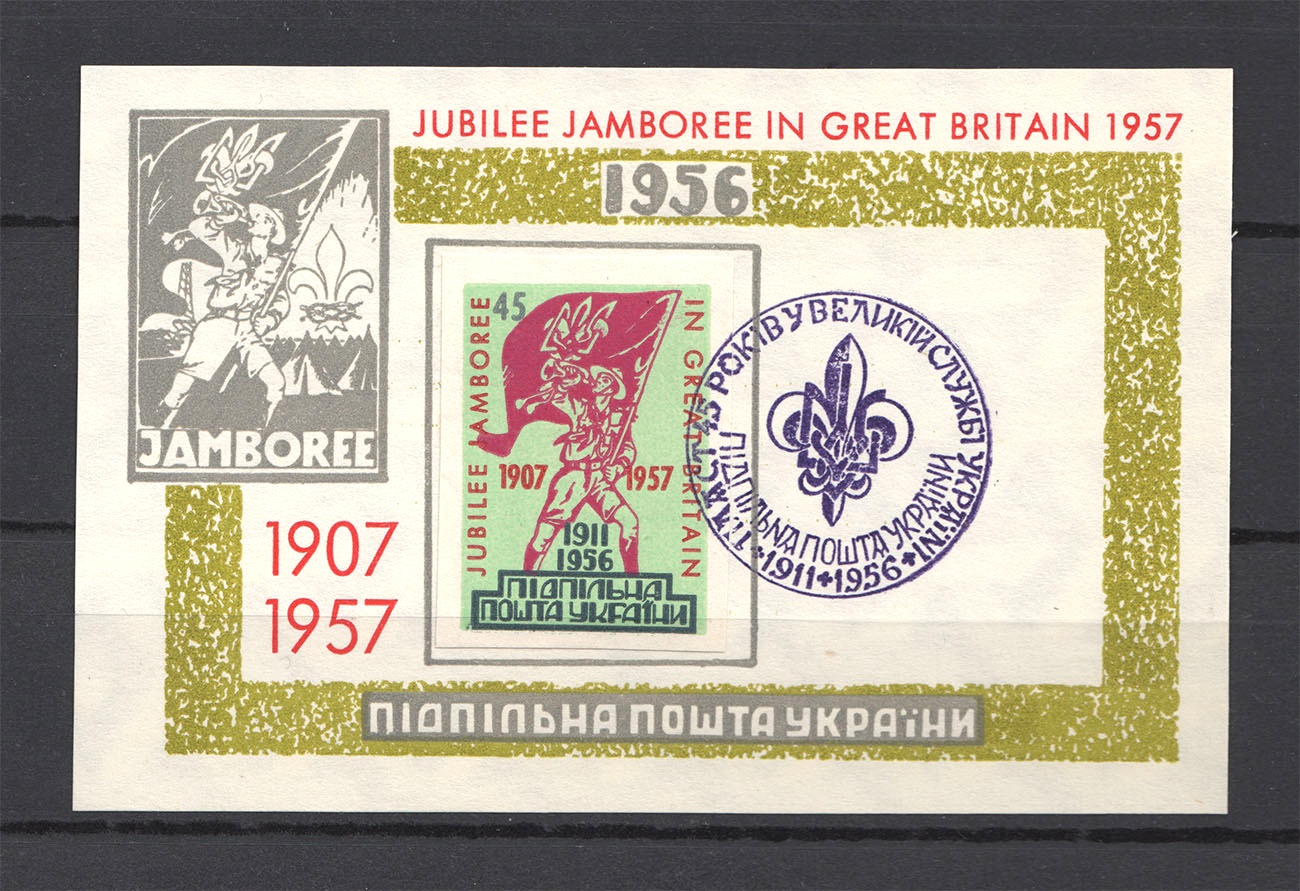 JUBILEE JAMBOREE IN GREAT BRITAIN 1957
1956
JAMBOREE
1907
1957
45
JUBILEE JAMBOREE
IN GREAT BRITAIN
1907 1957
1911
1956
ПІДПІЛЬНА
ПОШТА УКРАЇНИ
45 РОКІВ У ВЕЛИКІЙ СЛУЖБІ УКРАЇНІ
ПІДПІЛЬНА ПОШТА УКРАЇНИ
1911+1956+
ПІДПІЛЬНА ПОШТА УКРАЇНИ